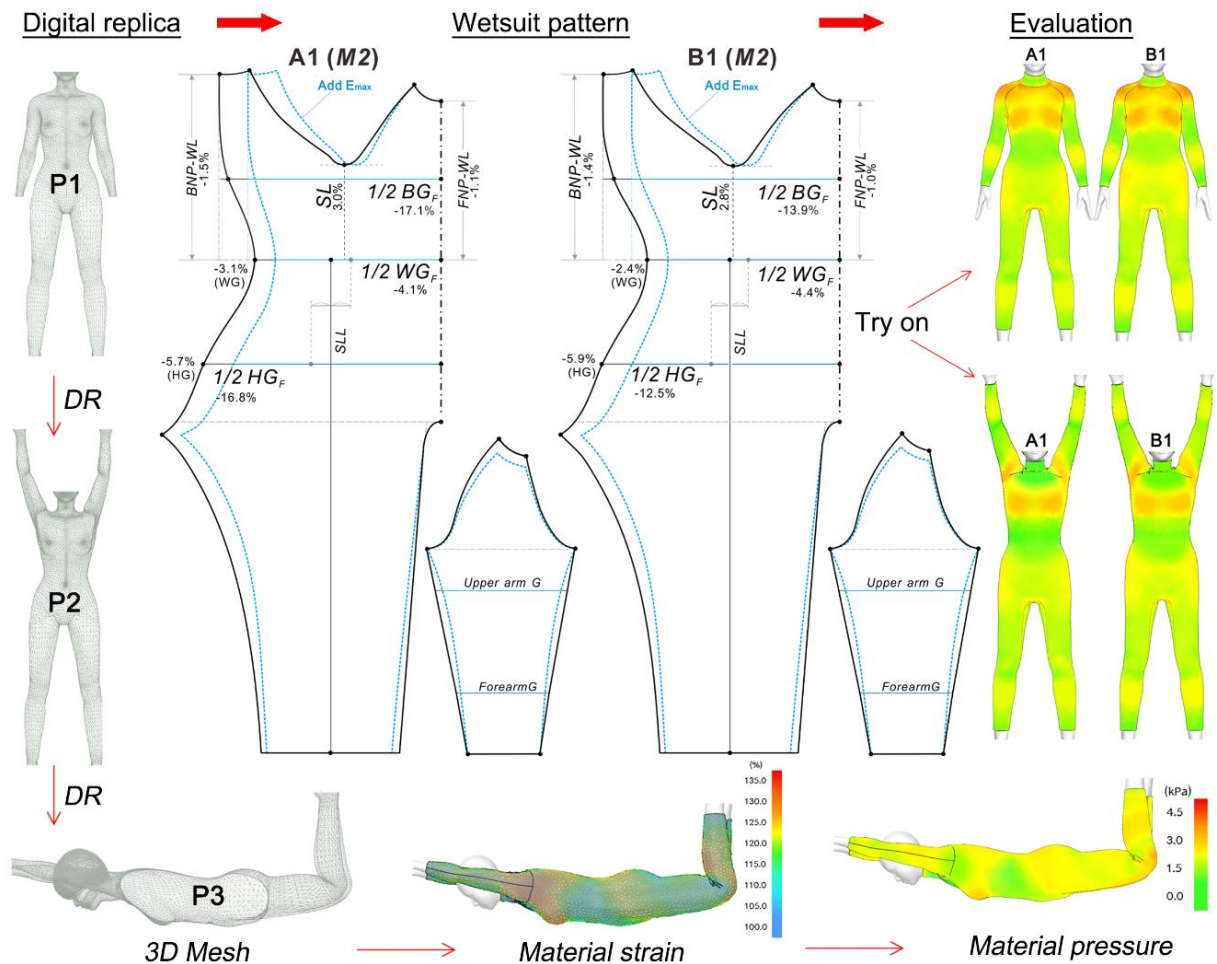 Digital replica
Wetsuit pattern
Evaluation
A1 (M2)
B1 (M2)
A1
B1
Add Emax
Add Emax
P1
BNP-WL
-1.5%
SL
3.0%
1/2 BGF
-17.1%
FNP-WL
-1.1%
-3.1%
(WG)
1/2 WGF
-4.1%
SLL
-5.7%
(HG)
1/2 HGF
-16.8%
BNP-WL
-1.4%
SL
2.8%
1/2 BGF
-13.9%
FNP-WL
-1.0%
-2.4%
(WG)
1/2 WGF
-4.4%
SLL
-5.9%
(HG)
1/2 HGF
-12.5%
Try on
DR
A1
B1
P2
Upper arm G
Forearm G
Upper arm G
Forearm G
DR
P3
(%)
135.0
130.0
125.0
120.0
115.0
110.0
105.0
100.0
(kPa)
4.5
3.0
1.5
0.0
3D Mesh
Material strain
Material pressure